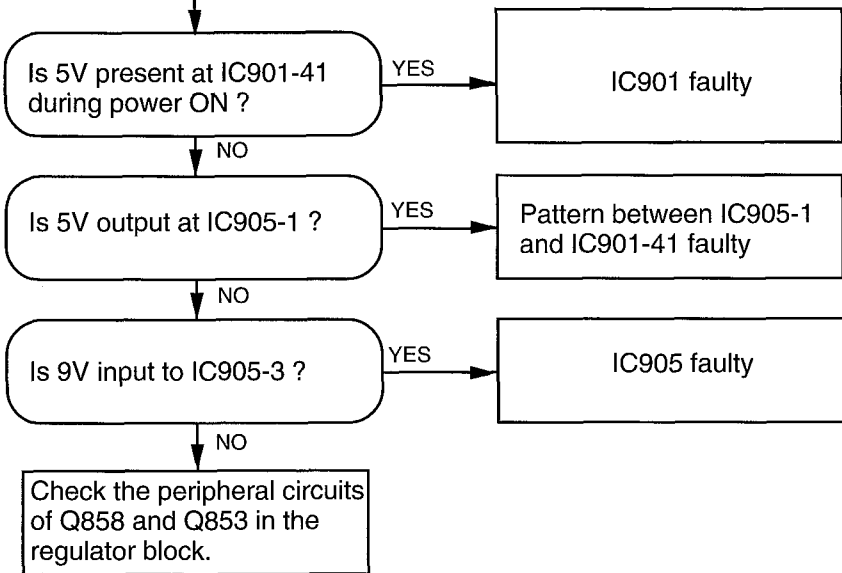 Is 5V present at IC901-41
during power ON ?
YES
IC901 faulty
NO
Is 5V output at IC905-1 ?
YES
Pattern between IC905-1
and IC901-41 faulty
NO
Is 9V input to IC905-3 ?
YES
IC905 faulty
NO
Check the peripheral circuits
of Q858 and Q853 in the
regulator block.